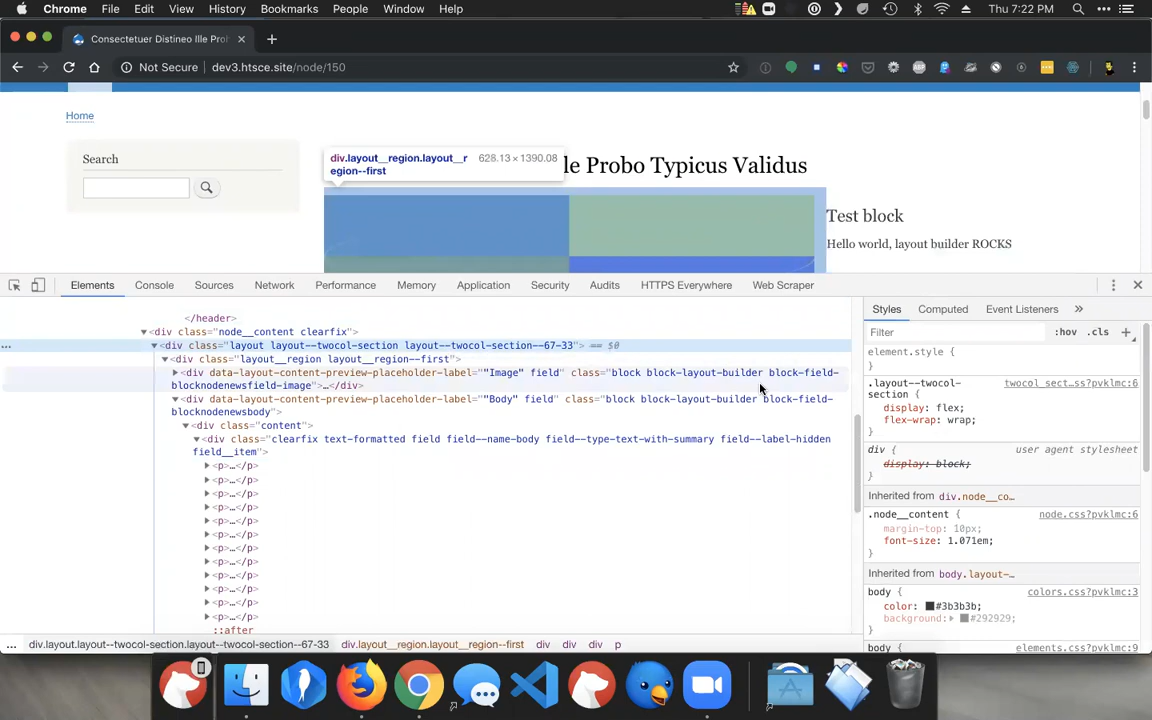 Chrome File Edit View History Bookmarks People Window Help Thu 7:22 PM
Consectetuer Distineo Ille Prob
Not Secure dev3.htsce.site/node/150
Home
Search
div.layout__region.layout__r
egion--first
628.13 × 1390.08
le Probo Typicus Validus
Test block
Hello world, layout builder ROCKS
Elements Console Sources Network Performance Memory Application Security Audits HTTPS Everywhere Web Scraper
</header>
<div class="node__content clearfix">
<div class="layout layout--twocol-section layout--twocol-section--67-33"> == $0
<div class="layout__region layout__region--first">
<div data-layout-content-preview-placeholder-label=""Image" field" class="block block-layout-builder block-field-
blocknodenewsfield-image">…</div>
<div data-layout-content-preview-placeholder-label=""Body" field" class="block block-layout-builder block-field-
blocknodenewsbody">
<div class="content">
<div class="clearfix text-formatted field field--name-body field--type-text-with-summary field--label-hidden
field__item">
<p>…</p>
<p>…</p>
<p>…</p>
<p>…</p>
<p>…</p>
<p>…</p>
<p>…</p>
<p>…</p>
<p>…</p>
<p>…</p>
<p>…</p>
<p>…</p>
::after
... div.layout.layout--twocol-section.layout--twocol-section--67-33 div.layout__region.layout__region--first div div div p
Styles Computed Event Listeners »
Filter :hov .cls +
element.style {
}
.layout--twocol- twocol_sect…ss?pvklmc:6
section {
display: flex;
flex-wrap: wrap;
}
div { user agent stylesheet
display: block;
}
Inherited from div.node__co…
.node__content { node.css?pvklmc:6
margin-top: 10px;
font-size: 1.071em;
}
Inherited from body.layout-…
body { colors.css?pvklmc:3
color: #3b3b3b;
background: #292929;
}
body { elements.css?pvklmc:9